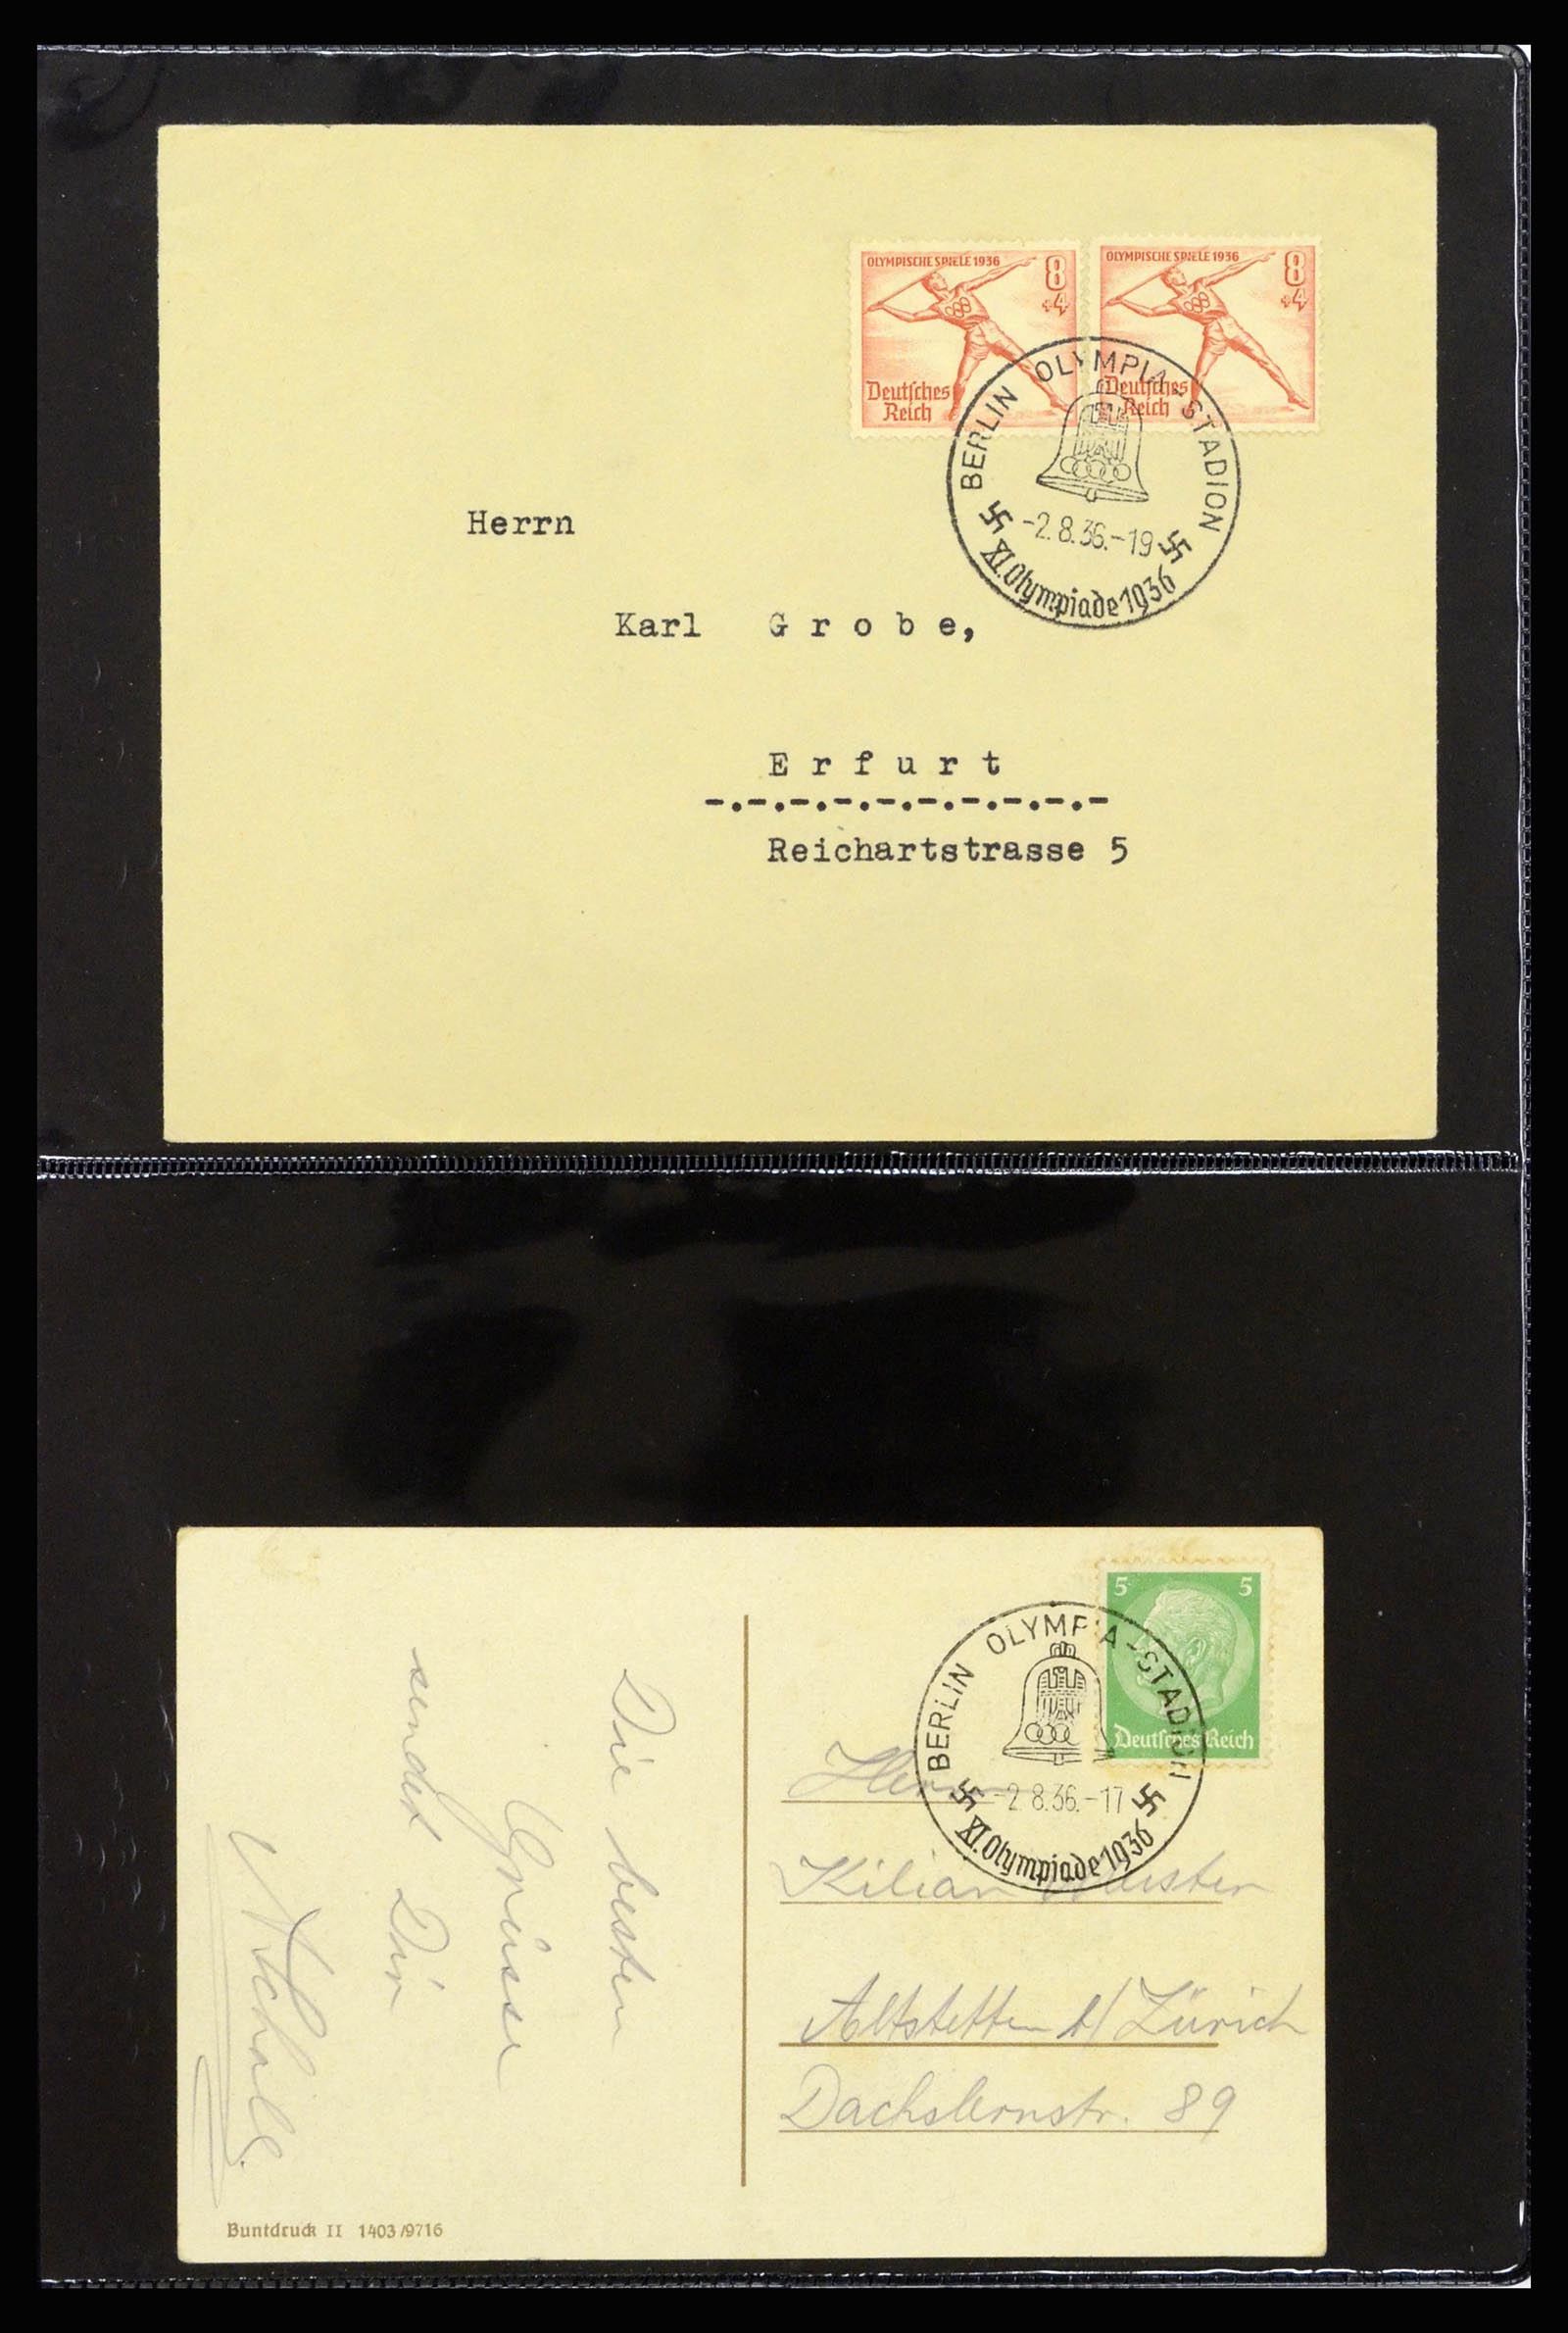 OLYMPISCHE SPIELE 1936
8
+4
Deutsches
Reich
OLYMPISCHE SPIELE 1936
8
+4
Deutsches
Reich
BERLIN OLYMPIA-STADION
-2.8.36.-19
XI. Olympiade 1936
Herrn
Karl G r o b e,
E r f u r t
-.-.-.-.-.-.-.-.-.-
Reichartstrasse 5
5 5
Deutsches Reich
BERLIN OLYMPIA-STADION
-2.8.36.-17
XI. Olympiade 1936
Die besten
Grüsse
sendet Dir
Herrn
Kilian
Altstetten b/ Zürich
Dachslernstr. 89
Buntdruck II 1403/9716